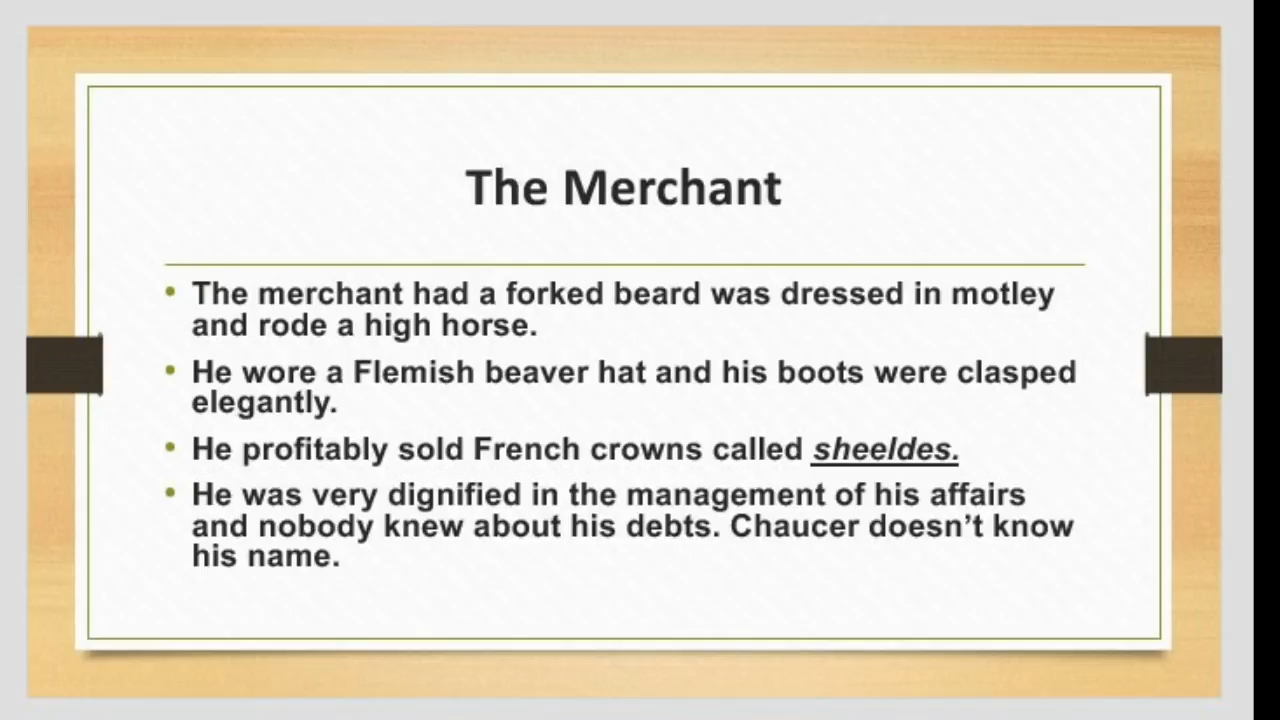 The Merchant
• The merchant had a forked beard was dressed in motley
and rode a high horse.
• He wore a Flemish beaver hat and his boots were clasped
elegantly.
• He profitably sold French crowns called sheeldes.
• He was very dignified in the management of his affairs
and nobody knew about his debts. Chaucer doesn’t know
his name.